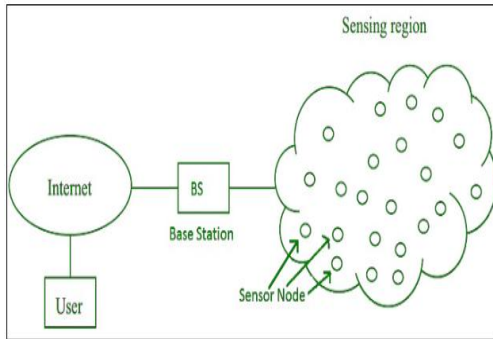 Sensing region
Internet
BS
Base Station
Sensor Node
User